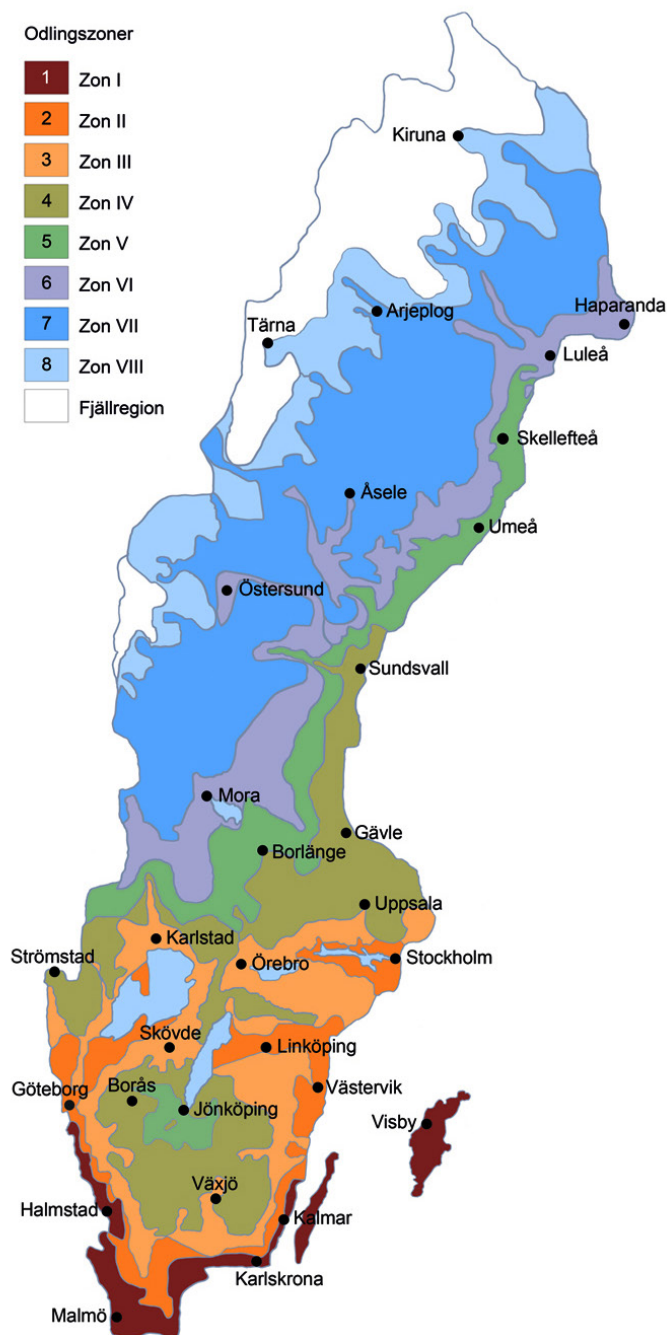 Odlingszoner
1 Zon I
2 Zon II
3 Zon III
4 Zon IV
5 Zon V
6 Zon VI
7 Zon VII
8 Zon VIII
Fjällregion
Kiruna
Haparanda
Arjeplog
Tärna
Luleå
Skellefteå
Åsele
Umeå
Östersund
Sundsvall
Mora
Gävle
Borlänge
Uppsala
Karlstad
Strömstad
Örebro
Stockholm
Skövde
Linköping
Göteborg
Borås
Västervik
Jönköping
Visby
Växjö
Halmstad
Kalmar
Karlskrona
Malmö